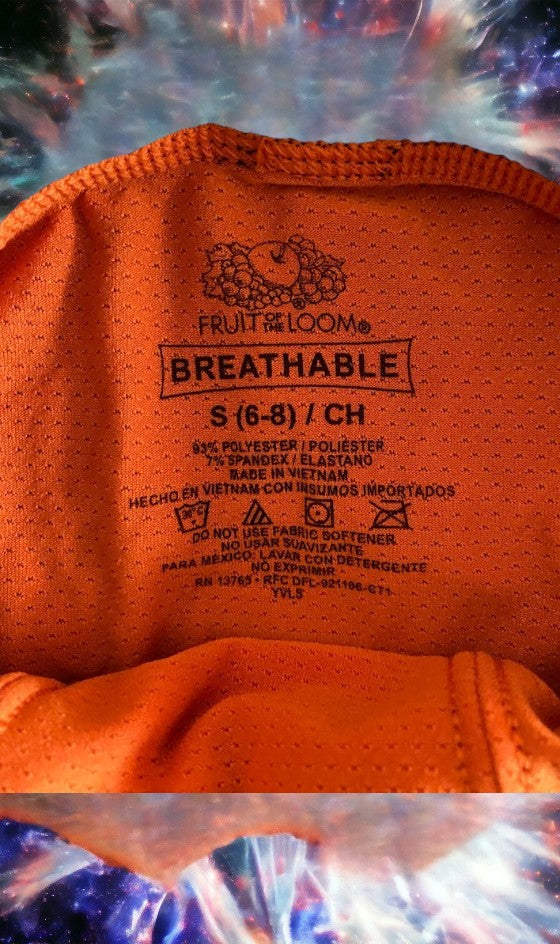 FRUIT OF THE LOOM®
BREATHABLE
S (6-8) / CH
93% POLYESTER / POLIÉSTER
7% SPANDEX / ELASTANO
MADE IN VIETNAM
HECHO EN VIETNAM CON INSUMOS IMPORTADOS
DO NOT USE FABRIC SOFTENER
NO USAR SUAVIZANTE
PARA MÉXICO: LAVAR CON DETERGENTE
NO EXPRIMIR
RN 13765 • RFC DFL-921106-CT1
YVLS